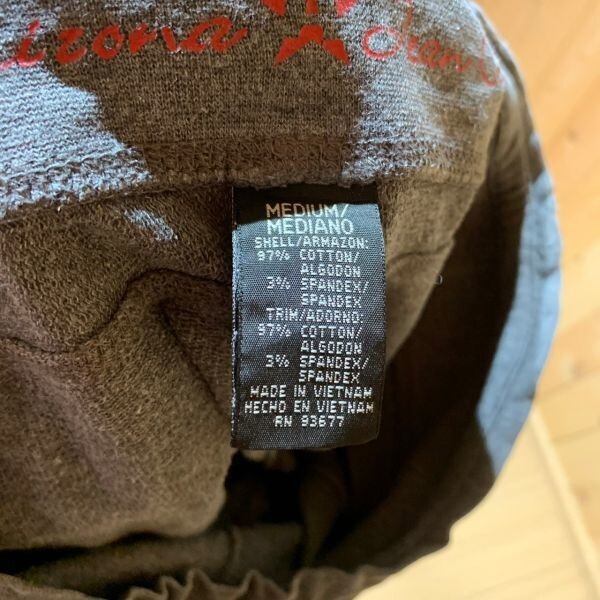 izona
MEDIUM/
MEDIANO
SHELL/ARMAZON:
97% COTTON/
ALGODON
3% SPANDEX/
SPANDEX
TRIM/ADORNO:
97% COTTON/
ALGODON
3% SPANDEX/
SPANDEX
MADE IN VIETNAM
HECHO EN VIETNAM
RN 93677